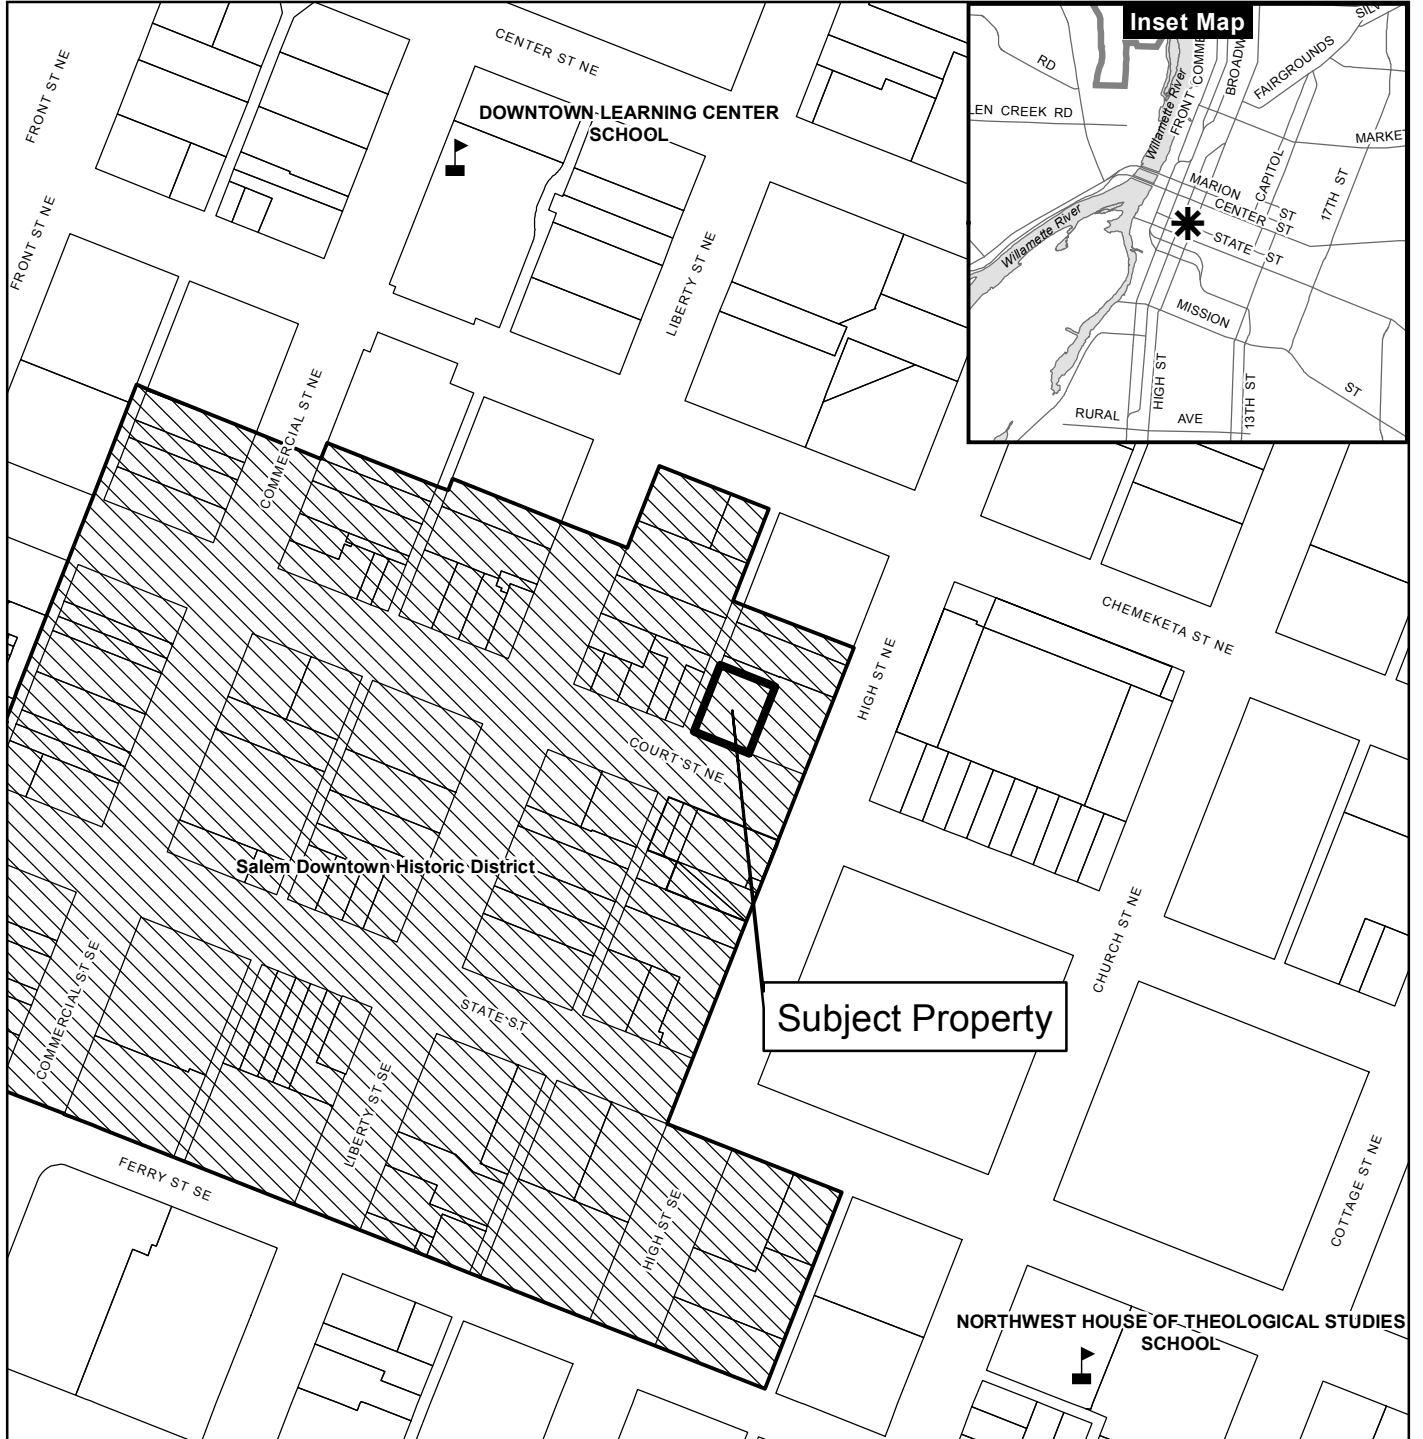 Inset Map
SILV
COMME
BROADW
FAIRGROUNDS
RD
LEN CREEK RD
Willamette River
FRONT
MARKET
CAPITOL
17TH ST
MARION ST
CENTER ST
STATE ST
Willamette River
MISSION ST
HIGH ST
13TH ST
RURAL AVE
FRONT ST NE
CENTER ST NE
DOWNTOWN LEARNING CENTER
SCHOOL
FRONT ST NE
LIBERTY ST NE
COMMERCIAL ST NE
CHEMEKETA ST NE
HIGH ST NE
COURT ST NE
Salem Downtown Historic District
CHURCH ST NE
COMMERCIAL ST SE
STATE ST
Subject Property
LIBERTY ST SE
FERRY ST SE
HIGH ST SE
COTTAGE ST NE
NORTHWEST HOUSE OF THEOLOGICAL STUDIES
SCHOOL